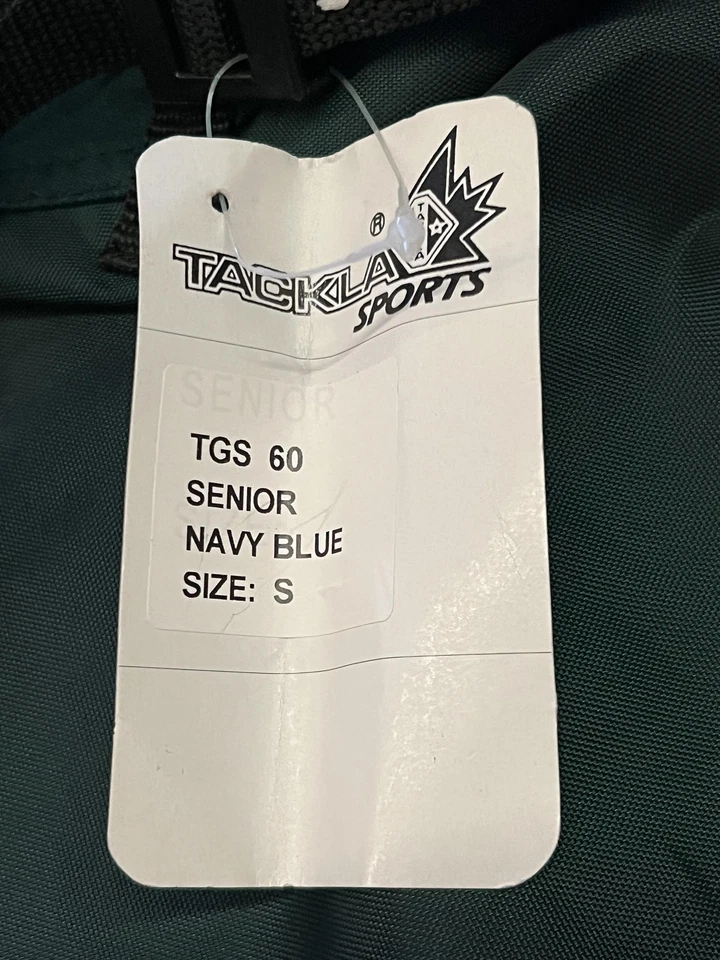 ®
TACKLA
SPORTS
SENIOR
TGS 60
SENIOR
NAVY BLUE
SIZE: S